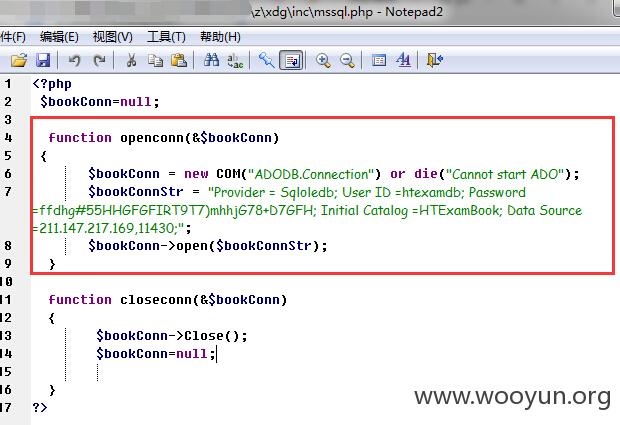 \z\xdg\inc\mssql.php - Notepad2
件(F) 编辑(E) 视图(V) 工具(T) 帮助(H)
1 <?php
2 $bookConn=null;
3
4 function openconn(&$bookConn)
5 {
6 $bookConn = new COM("ADODB.Connection") or die("Cannot start ADO");
7 $bookConnStr = "Provider = Sqloledb; User ID =htexamdb; Password
=ffdhg#55HHGFGFIRT9T7)mhhjG78+D7GFH; Initial Catalog =HTExamBook; Data Source
=211.147.217.169,11430;";
8 $bookConn->open($bookConnStr);
9 }
10
11 function closeconn(&$bookConn)
12 {
13 $bookConn->Close();
14 $bookConn=null;
15
16 }
17 ?>
www.wooyun.org